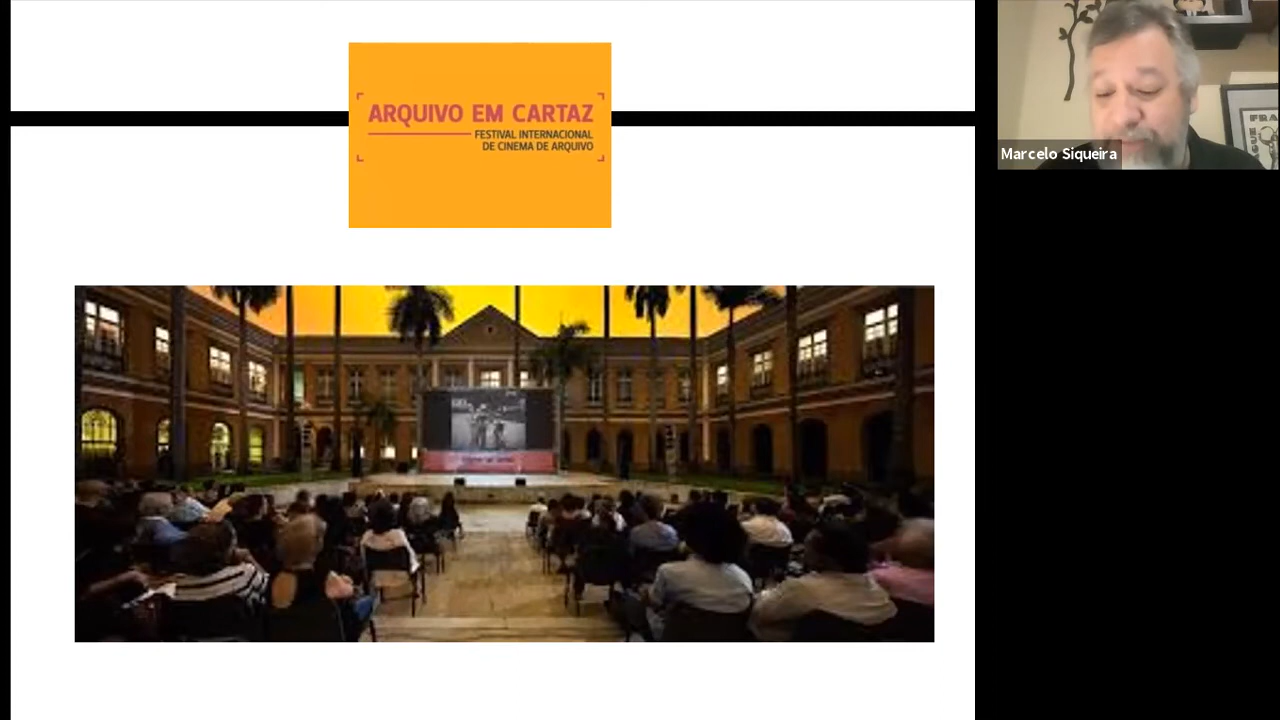 ARQUIVO EM CARTAZ
FESTIVAL INTERNACIONAL
DE CINEMA DE ARQUIVO
Marcelo Siqueira